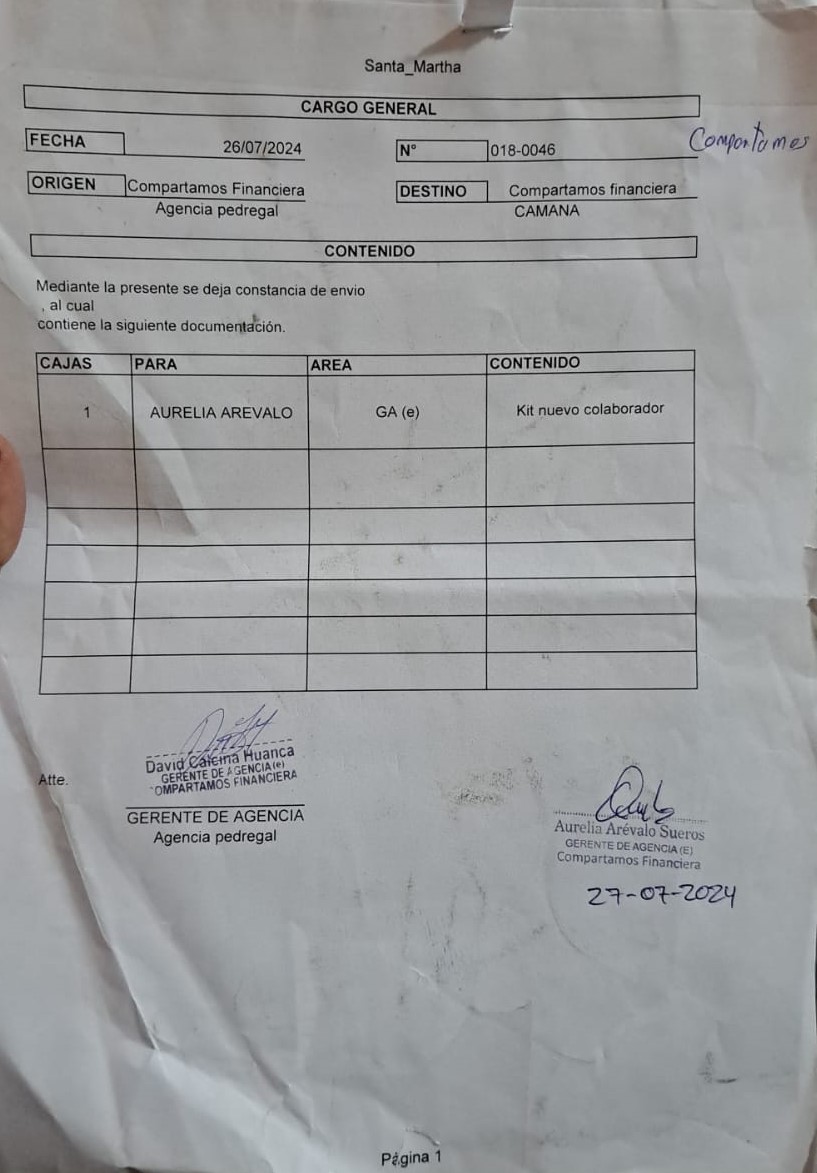 Santa_Martha
CARGO GENERAL
Compartamos
FECHA 26/07/2024 N° 018-0046
ORIGEN Compartamos Financiera DESTINO Compartamos financiera
Agencia pedregal CAMANA
CONTENIDO
Mediante la presente se deja constancia de envio
, al cual
contiene la siguiente documentación.
CAJAS PARA AREA CONTENIDO
1 AURELIA AREVALO GA (e) Kit nuevo colaborador
David Calcina Huanca
GERENTE DE AGENCIA(e)
OMPARTAMOS FINANCIERA
Atte.
GERENTE DE AGENCIA
Agencia pedregal
Aurelia Arévalo Sueros
GERENTE DE AGENCIA (E)
Compartamos Financiera
27-07-2024
Página 1